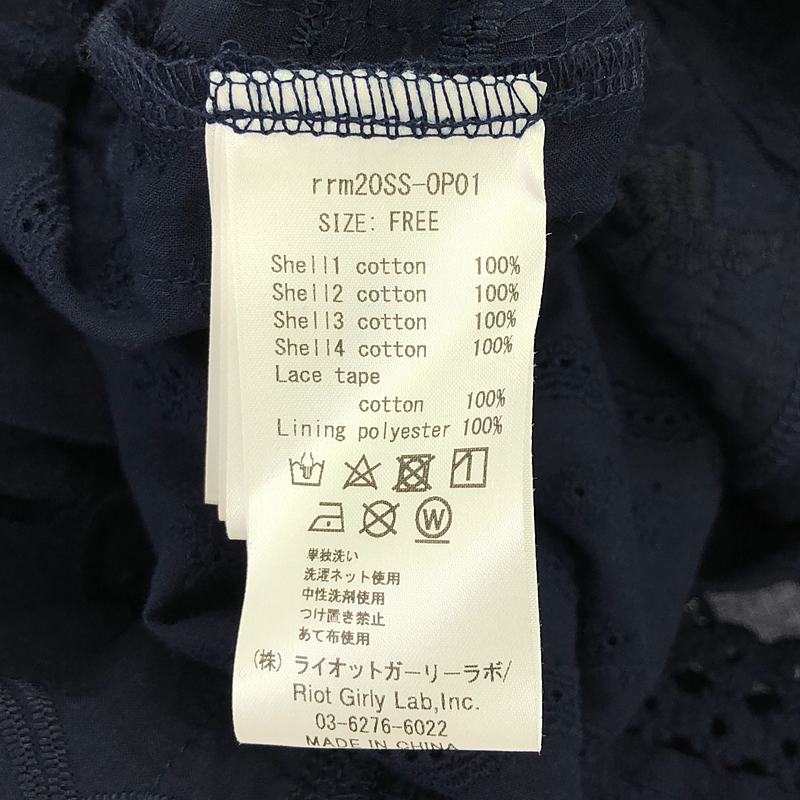 rrm20SS-OP01
SIZE: FREE
Shell1 cotton 100%
Shell2 cotton 100%
Shell3 cotton 100%
Shell4 cotton 100%
Lace tape
cotton 100%
Lining polyester 100%
W
単独洗い
洗濯ネット使用
中性洗剤使用
つけ置き禁止
あて布使用
(株) ライオットガーリーラボ/
Riot Girly Lab,Inc.
03-6276-6022
MADE IN CHINA